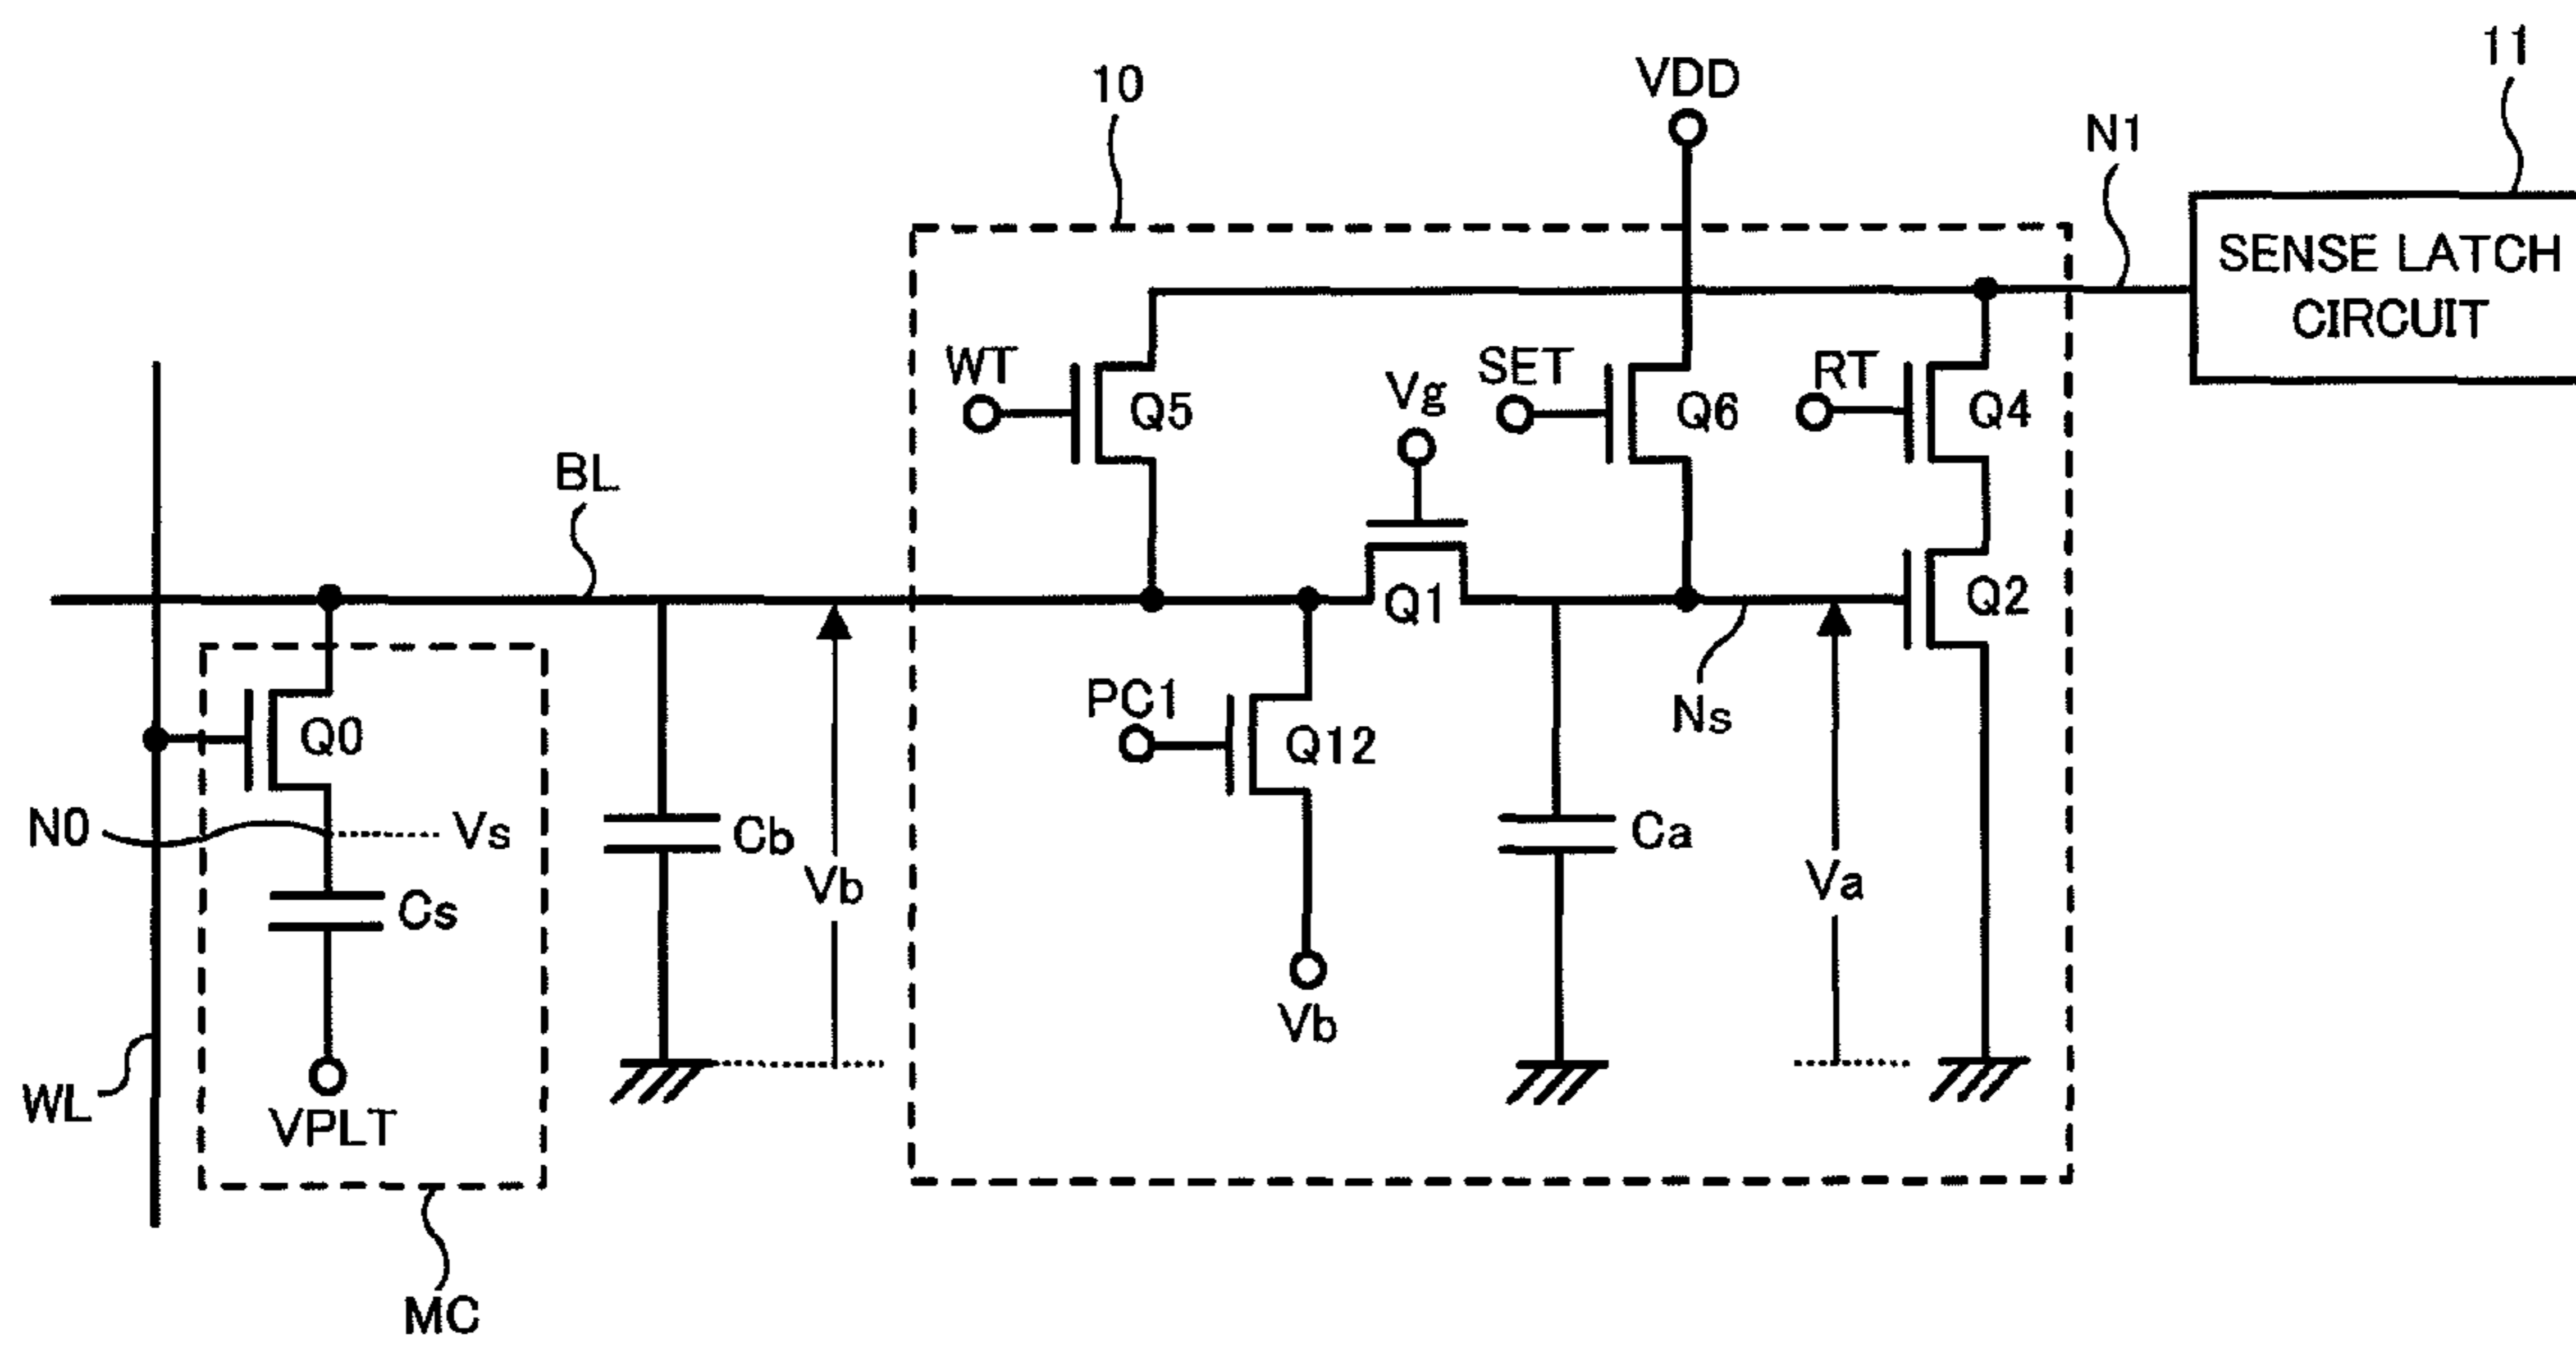 11
10
VDD
N1
SENSE LATCH
CIRCUIT
WT
Q5
Vg
SET
Q6
RT
Q4
BL
Q1
Q2
Q0
PC1
Q12
Ns
N0
Vs
Cb
Vb
Ca
Va
Cs
Vb
WL
VPLT
MC